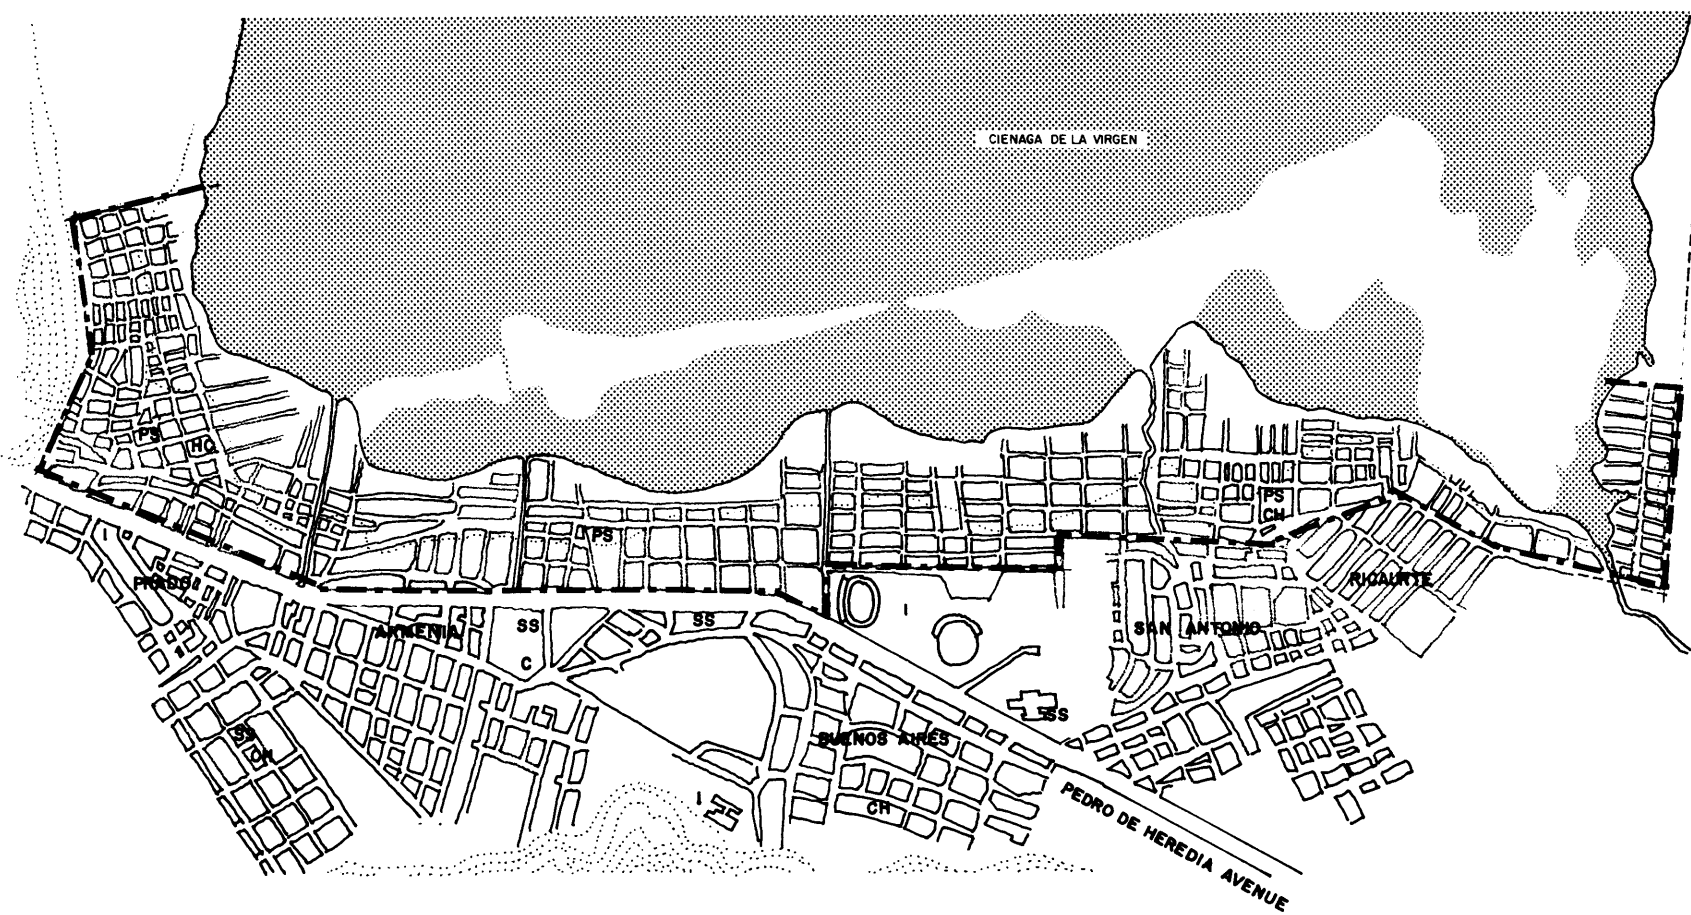 CIENAGA DE LA VIRGEN
PS
HC
PS
PS
CH
I
PRADO
ARMENIA
SS
SS
C
I
SAN ANTONIO
RICAURTE
SS
SS
CH
BUENOS AIRES
I
CH
PEDRO DE HEREDIA AVENUE